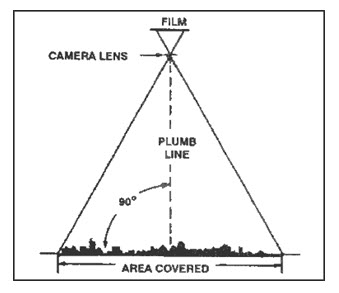 FILM
CAMERA LENS
PLUMB
LINE
90°
AREA COVERED